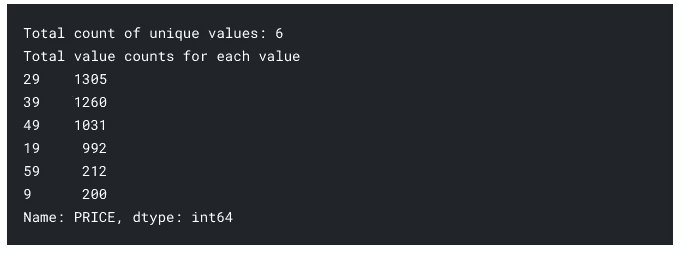 Total count of unique values: 6
Total value counts for each value
29    1305
39    1260
49    1031
19     992
59     212
9      200
Name: PRICE, dtype: int64